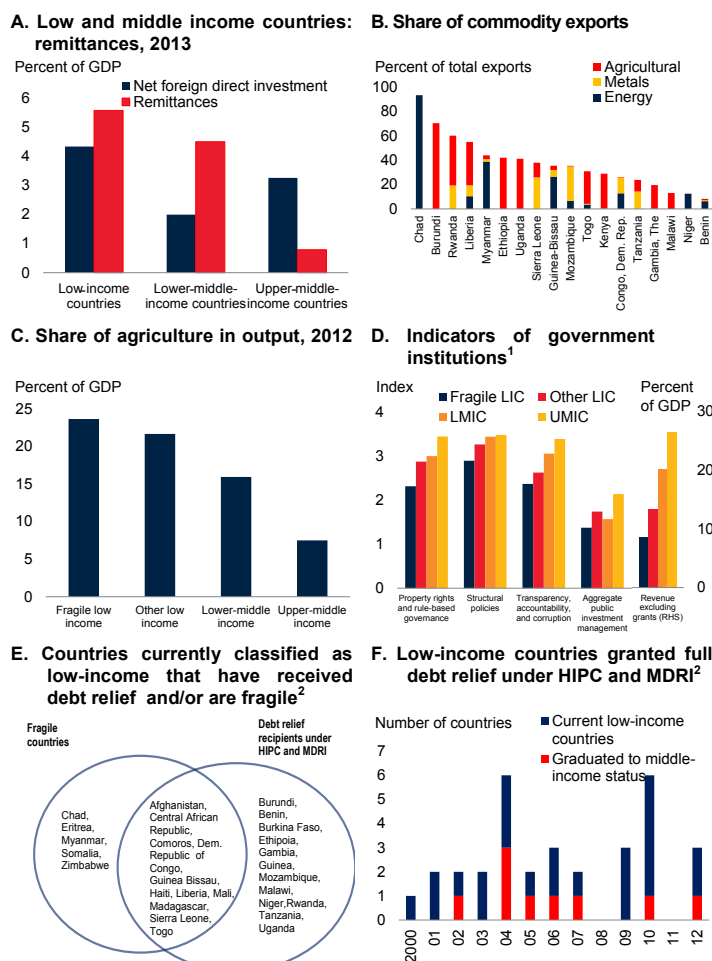 A. Low and middle income countries:
remittances, 2013
Percent of GDP
Net foreign direct investment
Remittances
6
5
4
3
2
1
0
Low-income
countries
Lower-middle-
income countries
Upper-middle-
income countries
B. Share of commodity exports
Percent of total exports
Agricultural
Metals
Energy
100
80
60
40
20
0
Chad
Burundi
Rwanda
Liberia
Myanmar
Ethiopia
Uganda
Sierra Leone
Guinea-Bissau
Mozambique
Togo
Kenya
Congo, Dem. Rep.
Tanzania
Gambia, The
Malawi
Niger
Benin
C. Share of agriculture in output, 2012
Percent of GDP
25
20
15
10
5
0
Fragile low
income
Other low
income
Lower-middle
income
Upper-middle
income
D. Indicators of government
institutions1
Index
Percent
of GDP
Fragile LIC
Other LIC
LMIC
UMIC
4
3
2
1
0
30
20
10
0
Property rights
and rule-based
governance
Structural
policies
Transparency,
accountability,
and corruption
Aggregate
public
investment
management
Revenue
excluding
grants (RHS)
E. Countries currently classified as
low-income that have received
debt relief and/or are fragile2
Fragile
countries
Debt relief
recipients under
HIPC and MDRI
Chad,
Eritrea,
Myanmar,
Somalia,
Zimbabwe
Afghanistan,
Central African
Republic,
Comoros, Dem.
Republic of
Congo,
Guinea Bissau,
Haiti, Liberia, Mali,
Madagascar,
Sierra Leone,
Togo
Burundi,
Benin,
Burkina Faso,
Ethipoia,
Gambia,
Guinea,
Mozambique,
Malawi,
Niger,Rwanda,
Tanzania,
Uganda
F. Low-income countries granted full
debt relief under HIPC and MDRI2
Number of countries
Current low-income
countries
Graduated to middle-
income status
7
6
5
4
3
2
1
0
2000
01
02
03
04
05
06
07
08
09
10
11
12